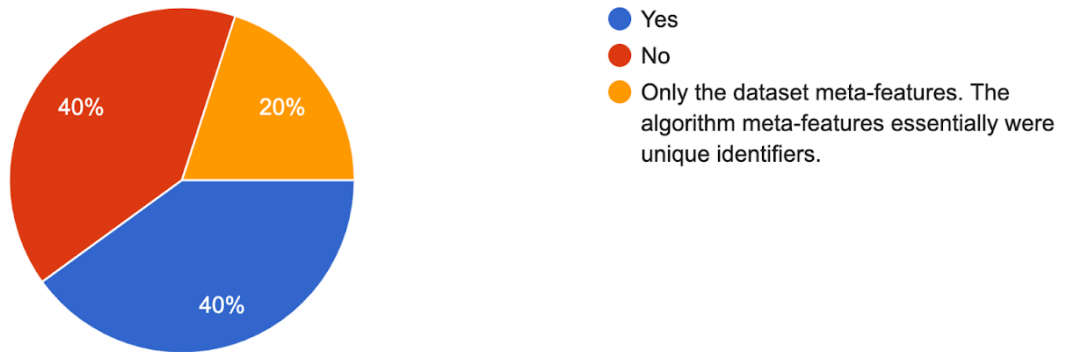 Yes
No
Only the dataset meta-features. The
algorithm meta-features essentially were
unique identifiers.
40%
20%
40%